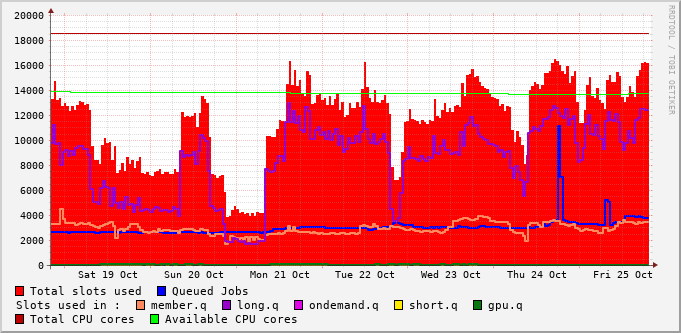 20000
18000
16000
14000
12000
10000
8000
6000
4000
2000
0
Sat 19 Oct Sun 20 Oct Mon 21 Oct Tue 22 Oct Wed 23 Oct Thu 24 Oct Fri 25 Oct
Total slots used Queued Jobs
Slots used in : member.q long.q ondemand.q short.q gpu.q
Total CPU cores Available CPU cores
RRDTOOL / TOBI OETIKER